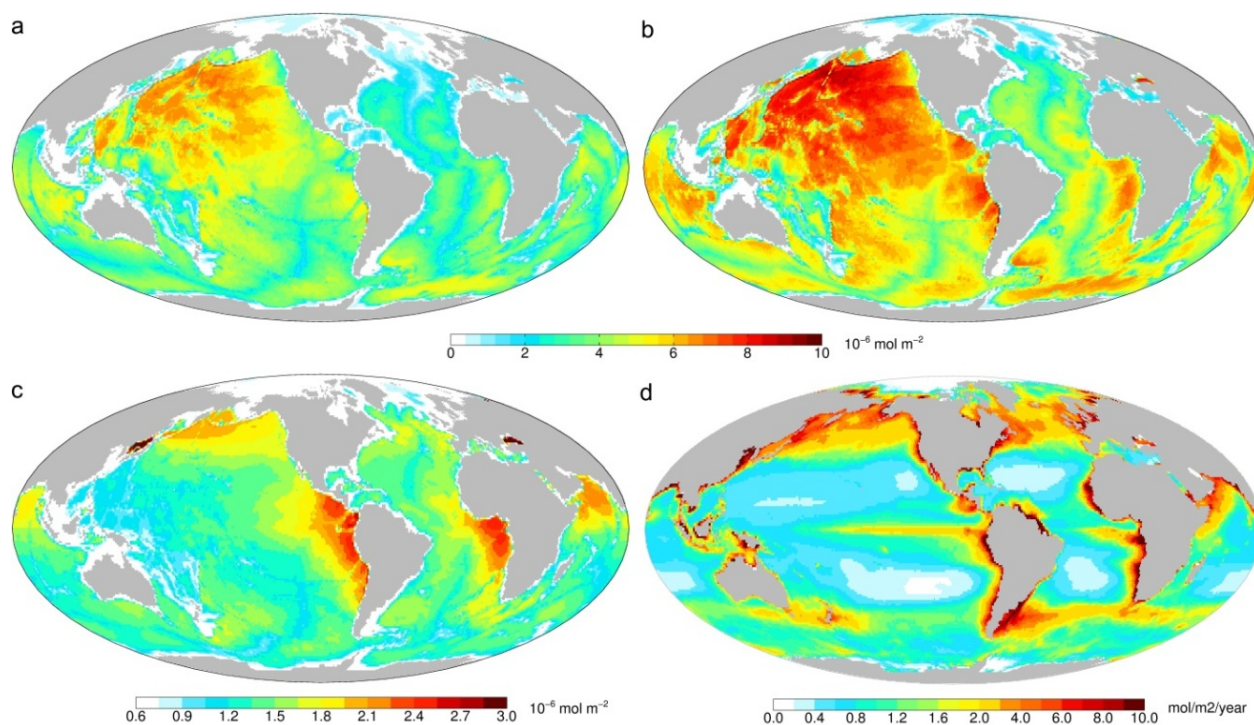 a
b
0 2 4 6 8 10 10⁻⁶ mol m⁻²
c
d
0.6 0.9 1.2 1.5 1.8 2.1 2.4 2.7 3.0 10⁻⁶ mol m⁻²
0.0 0.4 0.8 1.2 1.6 2.0 4.0 6.0 8.0 10.0 mol/m2/year